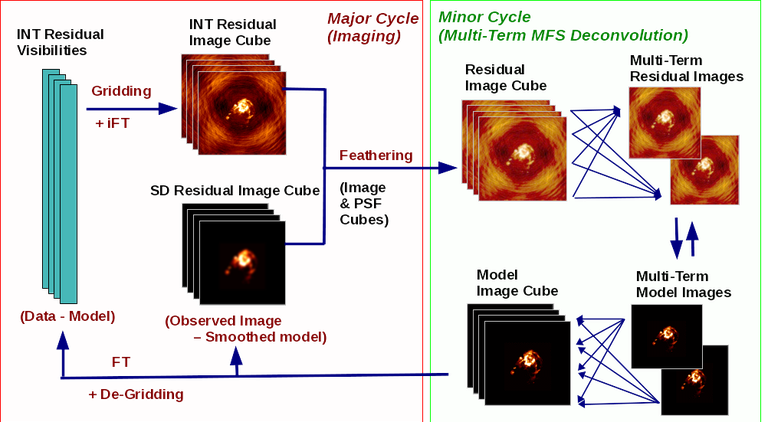 Major Cycle
(Imaging)
INT Residual
Visibilities
INT Residual
Image Cube
Gridding
+ iFT
SD Residual Image Cube
Feathering
(Image
& PSF
Cubes)
(Data - Model)
(Observed Image
– Smoothed model)
FT
+ De-Gridding
Minor Cycle
(Multi-Term MFS Deconvolution)
Residual
Image Cube
Multi-Term
Residual Images
Model
Image Cube
Multi-Term
Model Images